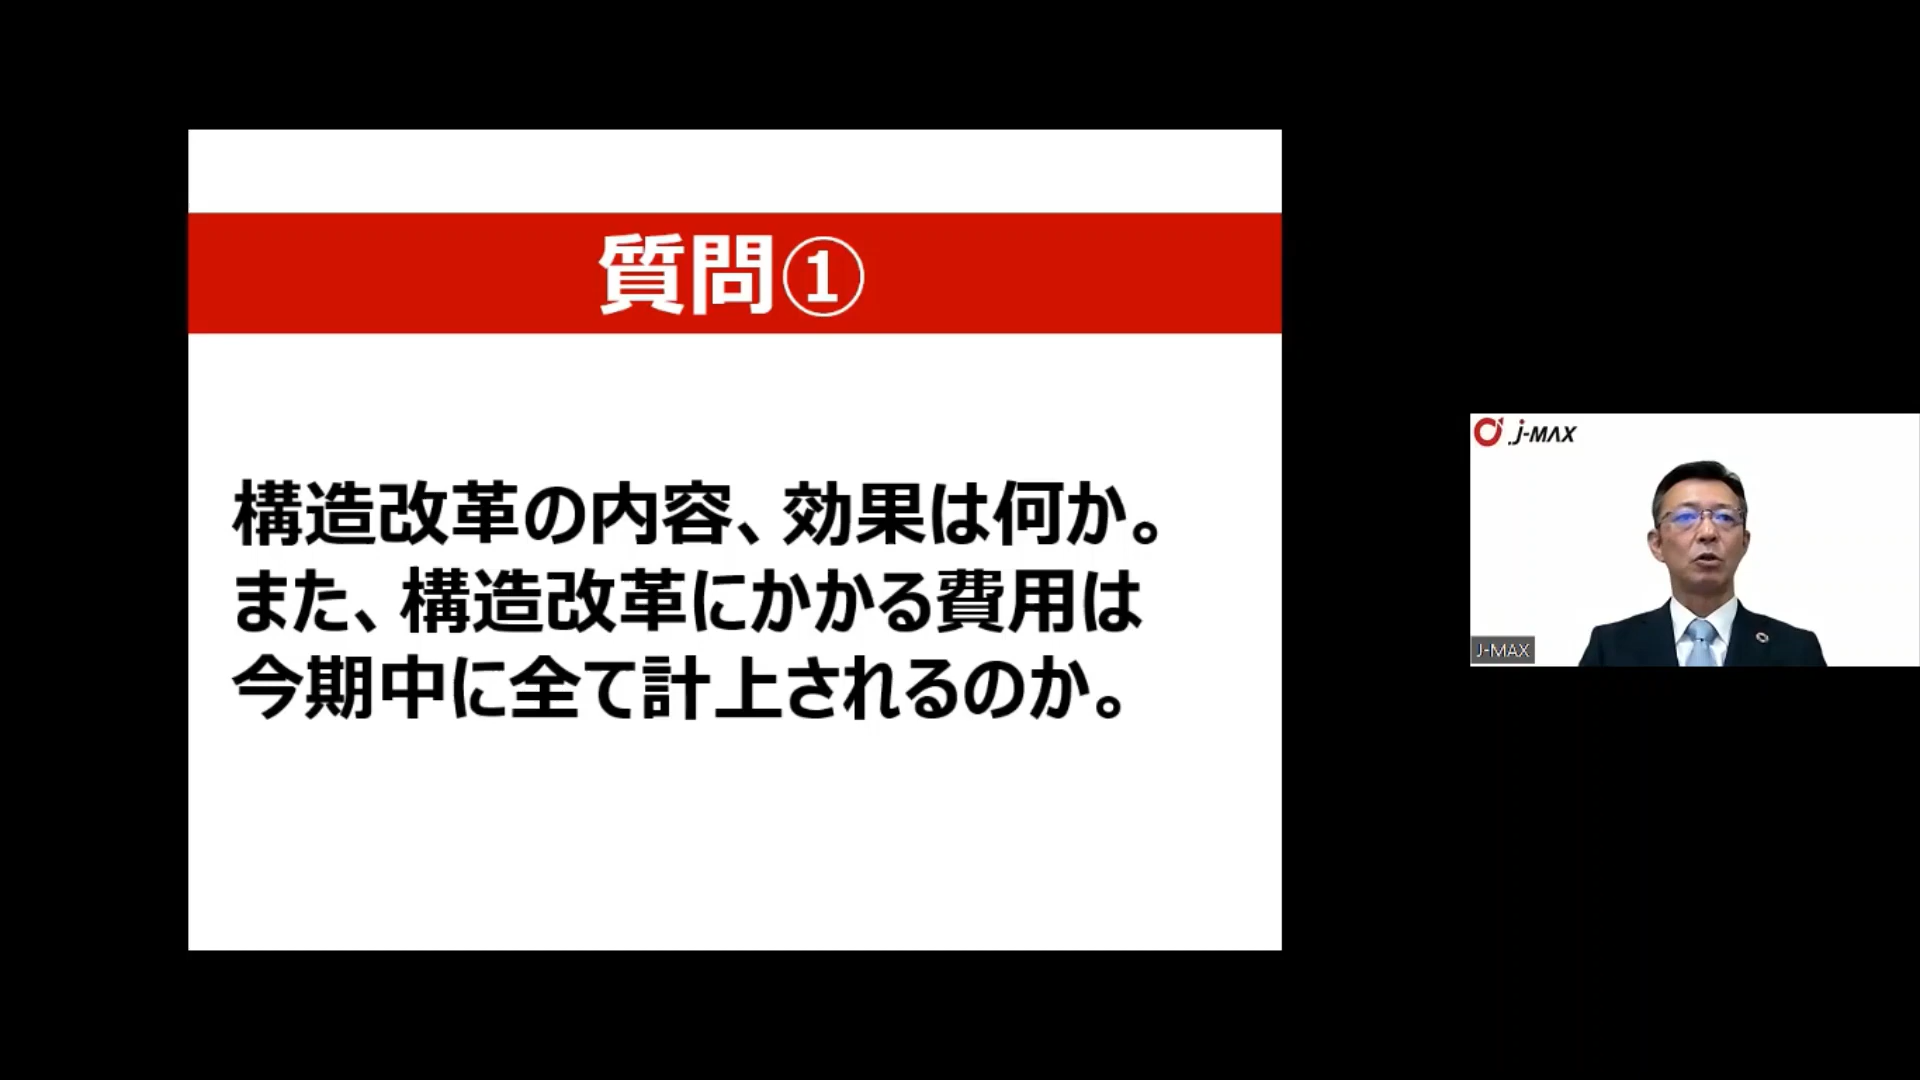 質問①
構造改革の内容、効果は何か。
また、構造改革にかかる費用は
今期中に全て計上されるのか。
J-MAX
J-MAX